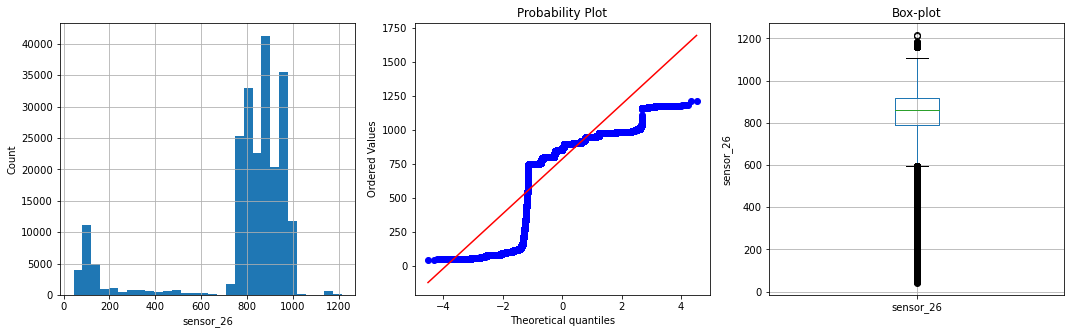 Count
40000
35000
30000
25000
20000
15000
10000
5000
0
0 200 400 600 800 1000 1200
sensor_26
Probability Plot
Ordered Values
1750
1500
1250
1000
750
500
250
0
−4 −2 0 2 4
Theoretical quantiles
Box-plot
sensor_26
1200
1000
800
600
400
200
0
sensor_26